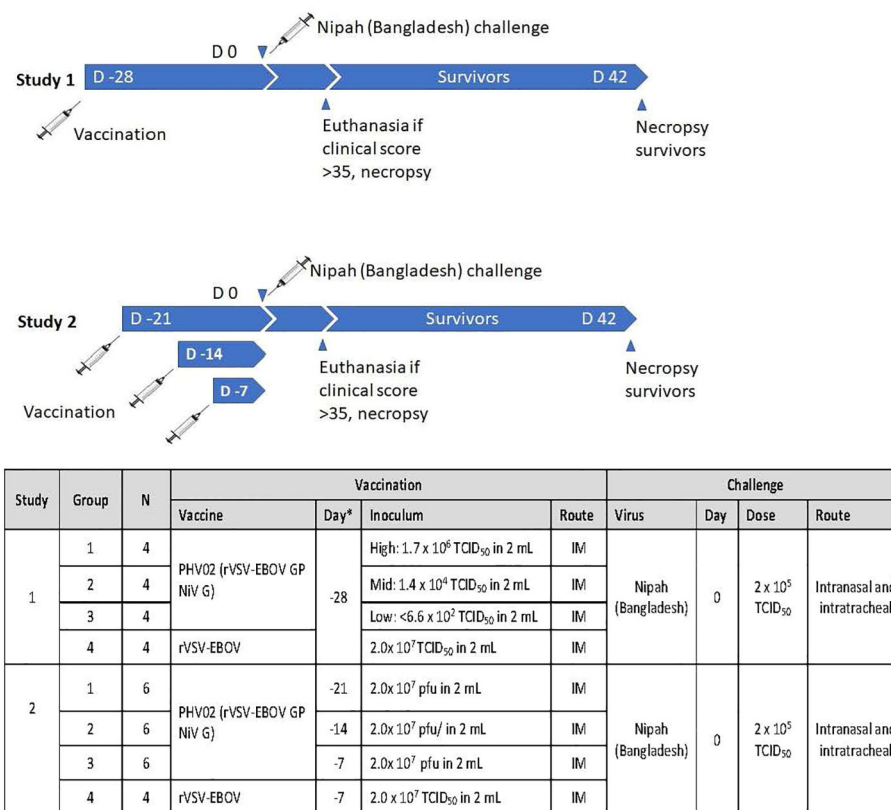 Nipah (Bangladesh) challenge
D 0
Study 1
D -28
Survivors
D 42
Vaccination
Euthanasia if
clinical score
>35, necropsy
Necropsy
survivors
Nipah (Bangladesh) challenge
D 0
Study 2
D -21
Survivors
D 42
D -14
D -7
Vaccination
Euthanasia if
clinical score
>35, necropsy
Necropsy
survivors
Study Group N Vaccination Challenge
Vaccine Day* Inoculum Route Virus Day Dose Route
1
1 4 High: 1.7 x 10⁶ TCID₅₀ in 2 mL IM
PHV02 (rVSV-EBOV GP
NiV G)
-28
2 4 Mid: 1.4 x 10⁴ TCID₅₀ in 2 mL IM
3 4 Low: <6.6 x 10² TCID₅₀ in 2 mL IM
4 4 rVSV-EBOV 2.0x 10⁷ TCID₅₀ in 2 mL IM
Nipah
(Bangladesh)
0
2 x 10⁵
TCID₅₀
Intranasal and
intratracheal
2
1 6 -21 2.0x 10⁷ pfu in 2 mL IM
PHV02 (rVSV-EBOV GP
NiV G)
2 6 -14 2.0x 10⁷ pfu/ in 2 mL IM
3 6 -7 2.0x 10⁷ pfu in 2 mL IM
4 4 rVSV-EBOV -7 2.0 x 10⁷ TCID₅₀ in 2 mL IM
Nipah
(Bangladesh)
0
2 x 10⁵
TCID₅₀
Intranasal and
intratracheal